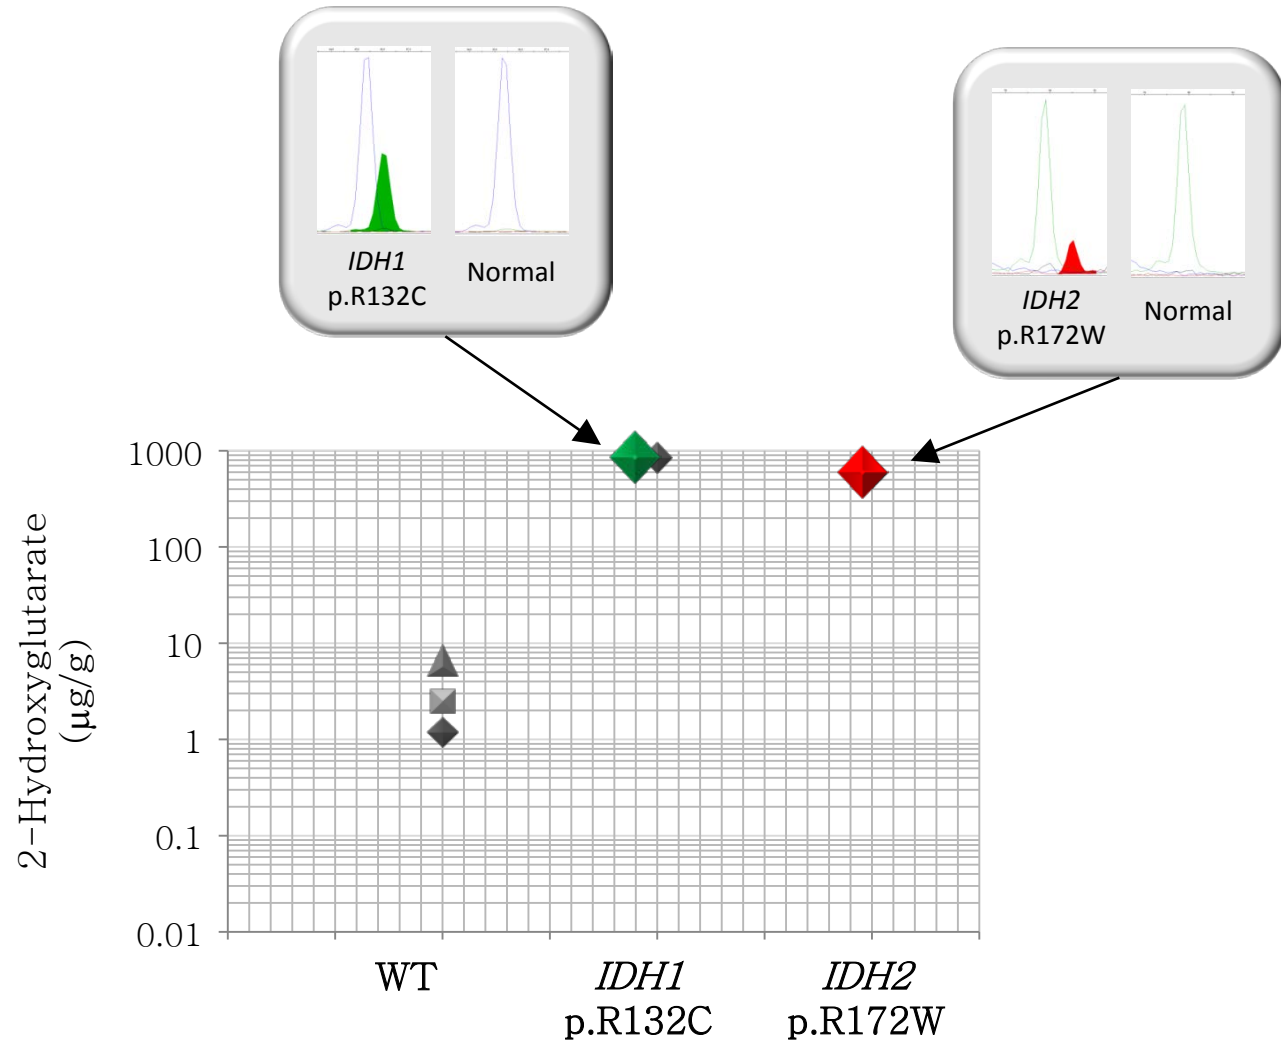 IDH1
p.R132C
Normal
IDH2
p.R172W
Normal
2-Hydroxyglutarate
(µg/g)
1000
100
10
1
0.1
0.01
WT
IDH1
p.R132C
IDH2
p.R172W